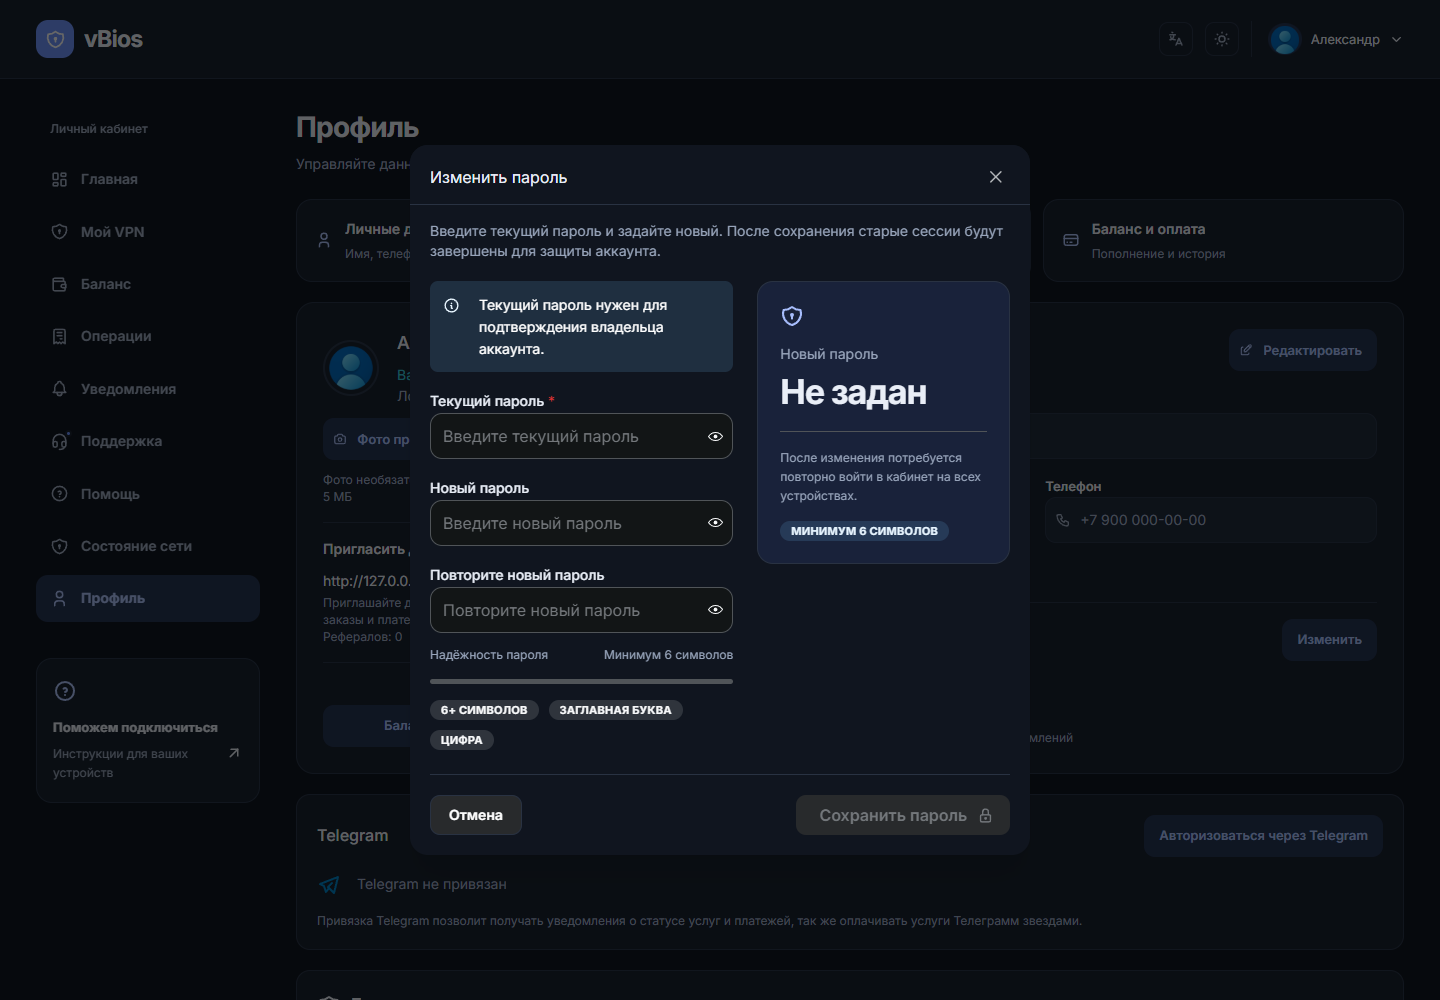 vBios
Александр
Личный кабинет
Главная
Мой VPN
Баланс
Операции
Уведомления
Поддержка
Помощь
Состояние сети
Профиль
Поможем подключиться
Инструкции для ваших
устройств
Профиль
Управляйте
Личные
Имя,
Баланс и оплата
Пополнение и история
Редактировать
Фото
Фото
5 МБ
Телефон
+7 900 000-00-00
Пригласить
http://127.0.0.
Приглашайте
заказы и
Рефералов: 0
Изменить
Изменить пароль
Введите текущий пароль и задайте новый. После сохранения старые сессии будут
завершены для защиты аккаунта.
Текущий пароль нужен для
подтверждения владельца
аккаунта.
Текущий пароль *
Введите текущий пароль
Новый пароль
Введите новый пароль
Повторите новый пароль
Повторите новый пароль
Надёжность пароля Минимум 6 символов
6+ СИМВОЛОВ ЗАГЛАВНАЯ БУКВА
ЦИФРА
Новый пароль
Не задан
После изменения потребуется
повторно войти в кабинет на всех
устройствах.
МИНИМУМ 6 СИМВОЛОВ
Отмена
Сохранить пароль
Telegram
Авторизоваться через Telegram
Telegram не привязан
Привязка Telegram позволит получать уведомления о статусе услуг и платежей, так же оплачивать услуги Телеграмм звездами.